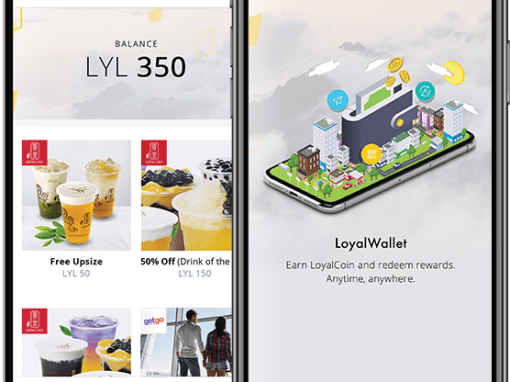 BALANCE
LYL 350
Free Upsize
LYL 50
50% Off (Drink of the
LYL 150
getgo
LoyalWallet
Earn LoyalCoin and redeem rewards.
Anytime, anywhere.